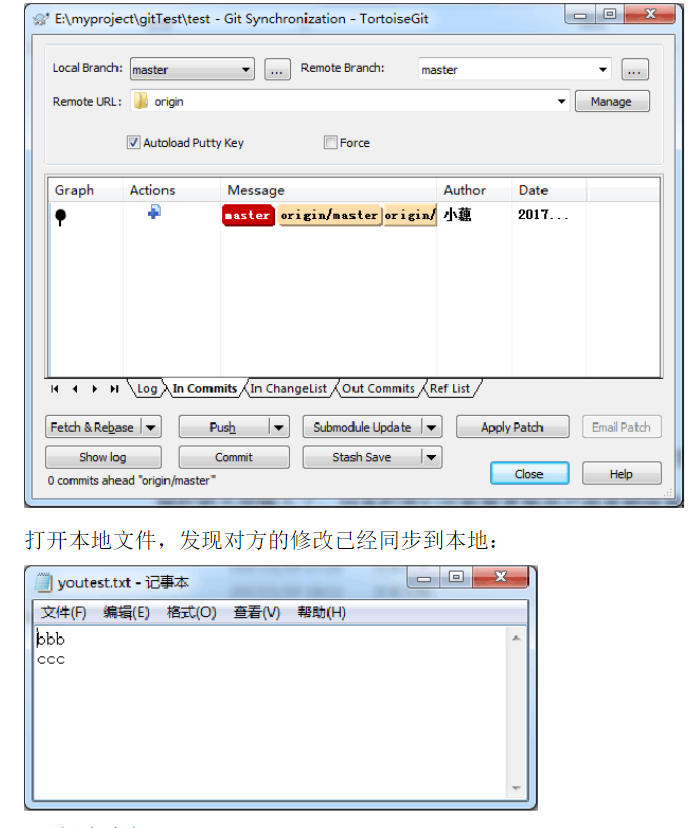 E:\myproject\gitTest\test - Git Synchronization - TortoiseGit
Local Branch: master ... Remote Branch: master ...
Remote URL: origin Manage
Autoload Putty Key Force
Graph Actions Message Author Date
master origin/master origin/ 小蘊 2017...
Log In Commits In ChangeList Out Commits Ref List
Fetch & Rebase Push Submodule Update Apply Patch Email Patch
Show log Commit Stash Save
0 commits ahead "origin/master"
Close Help
打开本地文件，发现对方的修改已经同步到本地：
youtest.txt - 记事本
文件(F) 编辑(E) 格式(O) 查看(V) 帮助(H)
bbb
ccc